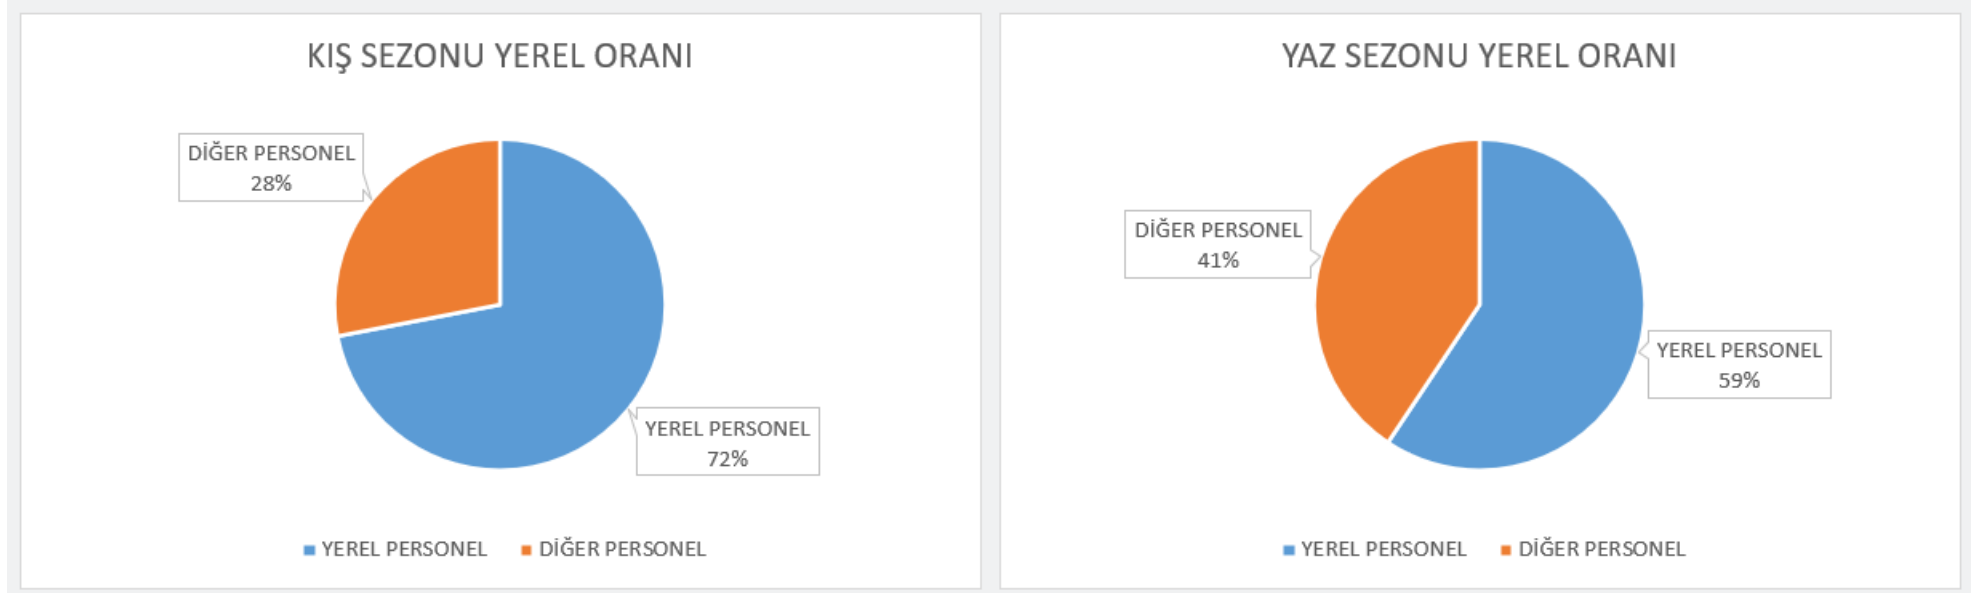 KIŞ SEZONU YEREL ORANI
DİĞER PERSONEL
28%
YEREL PERSONEL
72%
YEREL PERSONEL
DİĞER PERSONEL
YAZ SEZONU YEREL ORANI
DİĞER PERSONEL
41%
YEREL PERSONEL
59%
YEREL PERSONEL
DİĞER PERSONEL